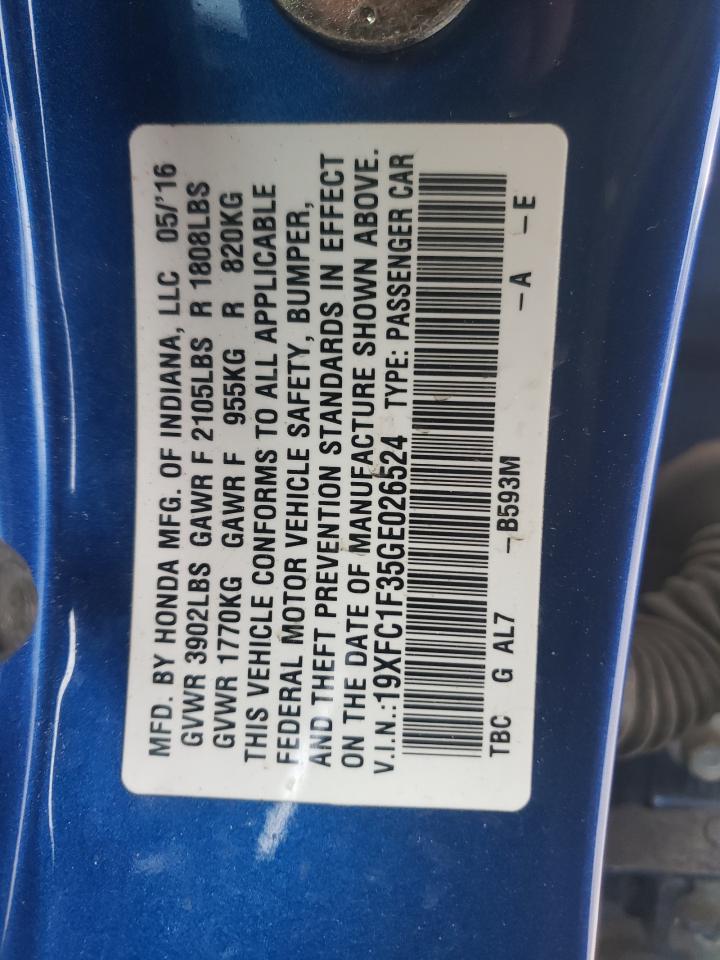 MFD. BY HONDA MFG. OF INDIANA, LLC 05/'16
GVWR 3902LBS GAWR F 2105LBS R 1808LBS
GVWR 1770KG GAWR F 955KG R 820KG
THIS VEHICLE CONFORMS TO ALL APPLICABLE
FEDERAL MOTOR VEHICLE SAFETY, BUMPER,
AND THEFT PREVENTION STANDARDS IN EFFECT
ON THE DATE OF MANUFACTURE SHOWN ABOVE.
V.I.N.:19XFC1F35GE026524 TYPE: PASSENGER CAR
TBC G AL7 –B593M –A –E